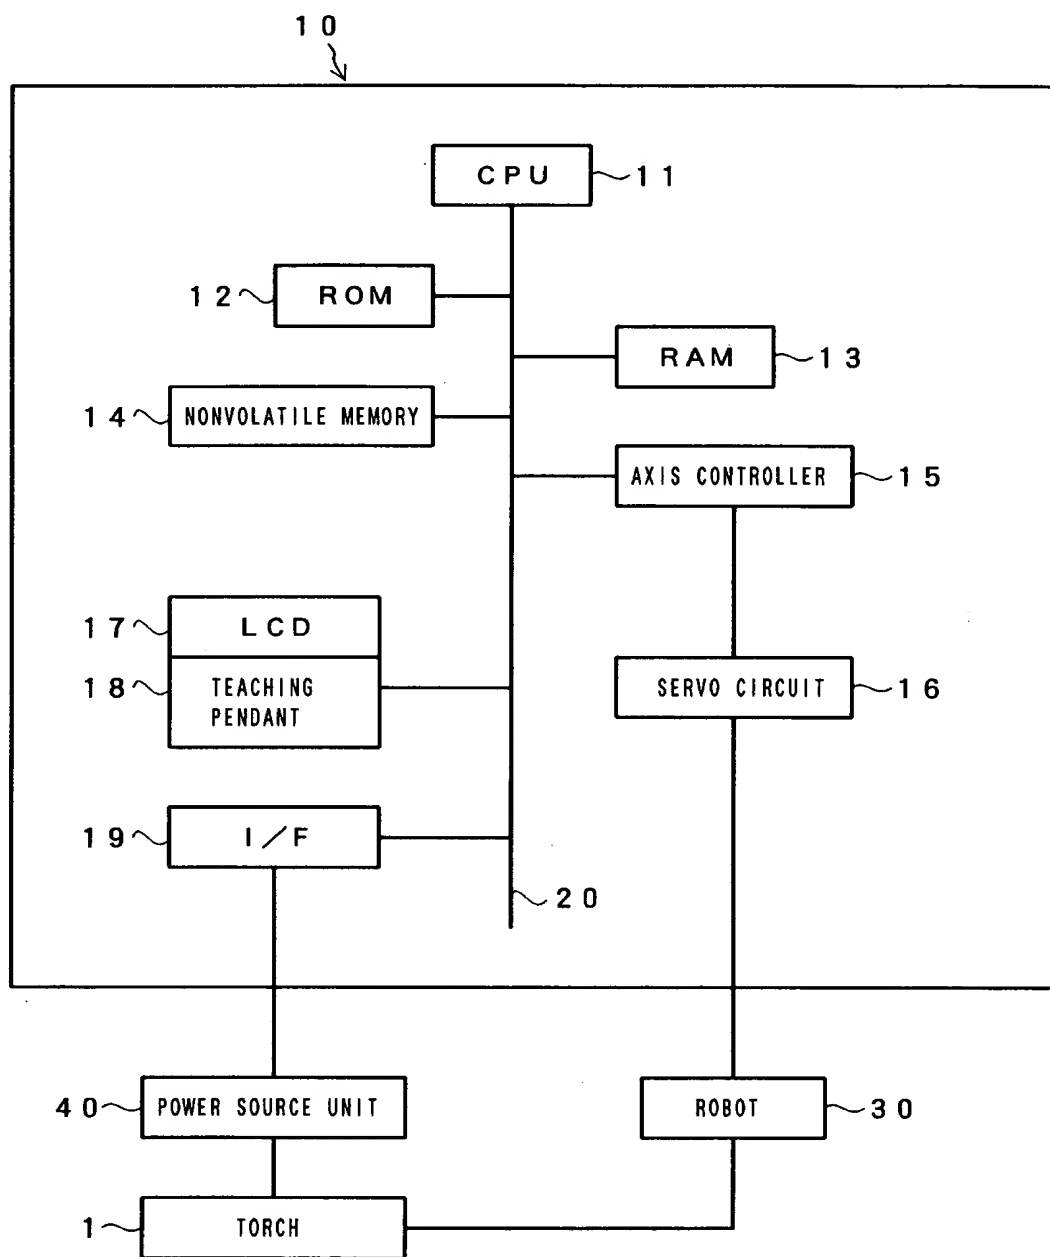 10
CPU 11
12 ROM
RAM 13
14 NONVOLATILE MEMORY
AXIS CONTROLLER 15
17 LCD
18 TEACHING
PENDANT
SERVO CIRCUIT 16
19 I/F
20
40 POWER SOURCE UNIT
ROBOT 30
1 TORCH